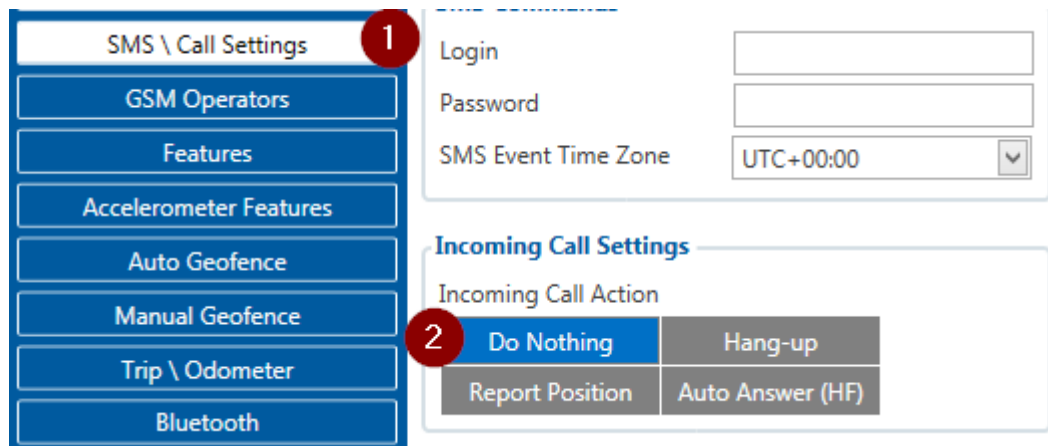 SMS \ Call Settings
1
GSM Operators
Features
Accelerometer Features
Auto Geofence
Manual Geofence
Trip \ Odometer
Bluetooth
SMS Commands
Login
Password
SMS Event Time Zone
UTC+00:00
Incoming Call Settings
Incoming Call Action
2
Do Nothing
Hang-up
Report Position
Auto Answer (HF)